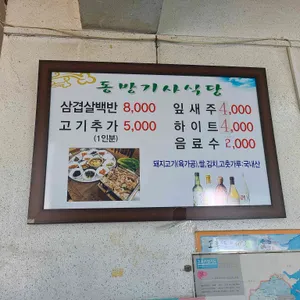 동방기사식당
삼겹살백반 8,000
고기추가 5,000
(1인분)
잎새주 4,000
하이트 4,000
음료수 2,000
돼지고기(육가공),쌀,김치,고춧가루:국내산